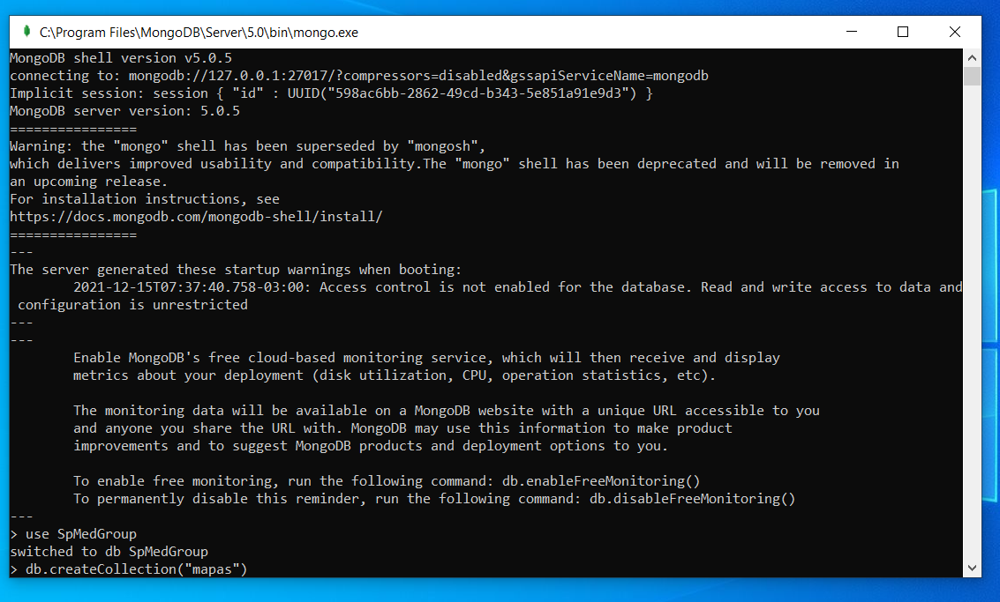 C:\Program Files\MongoDB\Server\5.0\bin\mongo.exe
MongoDB shell version v5.0.5
connecting to: mongodb://127.0.0.1:27017/?compressors=disabled&gssapiServiceName=mongodb
Implicit session: session { "id" : UUID("598ac6bb-2862-49cd-b343-5e851a91e9d3") }
MongoDB server version: 5.0.5
================
Warning: the "mongo" shell has been superseded by "mongosh",
which delivers improved usability and compatibility.The "mongo" shell has been deprecated and will be removed in
an upcoming release.
For installation instructions, see
https://docs.mongodb.com/mongodb-shell/install/
================
---
The server generated these startup warnings when booting:
        2021-12-15T07:37:40.758-03:00: Access control is not enabled for the database. Read and write access to data and
 configuration is unrestricted
---
---
        Enable MongoDB's free cloud-based monitoring service, which will then receive and display
        metrics about your deployment (disk utilization, CPU, operation statistics, etc).

        The monitoring data will be available on a MongoDB website with a unique URL accessible to you
        and anyone you share the URL with. MongoDB may use this information to make product
        improvements and to suggest MongoDB products and deployment options to you.

        To enable free monitoring, run the following command: db.enableFreeMonitoring()
        To permanently disable this reminder, run the following command: db.disableFreeMonitoring()
---
> use SpMedGroup
switched to db SpMedGroup
> db.createCollection("mapas")